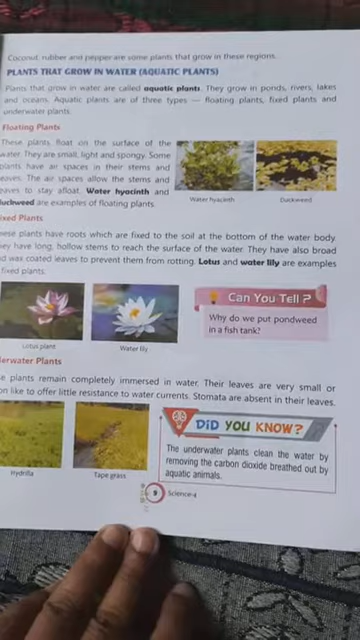 Coconut, rubber and pepper are some plants that grow in these regions.
PLANTS THAT GROW IN WATER (AQUATIC PLANTS)
Plants that grow in water are called aquatic plants. They grow in ponds, rivers, lakes
and oceans. Aquatic plants are of three types — floating plants, fixed plants and
underwater plants.
Floating Plants
These plants float on the surface of the
water. They are small, light and spongy. Some
plants have air spaces in their stems and
eaves. The air spaces allow the stems and
eaves to stay afloat. Water hyacinth and
duckweed are examples of floating plants.
Water hyacinth
Duckweed
ixed Plants
ese plants have roots which are fixed to the soil at the bottom of the water body.
ey have long, hollow stems to reach the surface of the water. They have also broad
d wax coated leaves to prevent them from rotting. Lotus and water lily are examples
fixed plants.
Lotus plant
Water lily
Can You Tell?
Why do we put pondweed
in a fish tank?
erwater Plants
e plants remain completely immersed in water. Their leaves are very small or
on like to offer little resistance to water currents. Stomata are absent in their leaves.
Hydrilla
Tape grass
DiD YOU KNOW?
The underwater plants clean the water by
removing the carbon dioxide breathed out by
aquatic animals.
9
Science-4